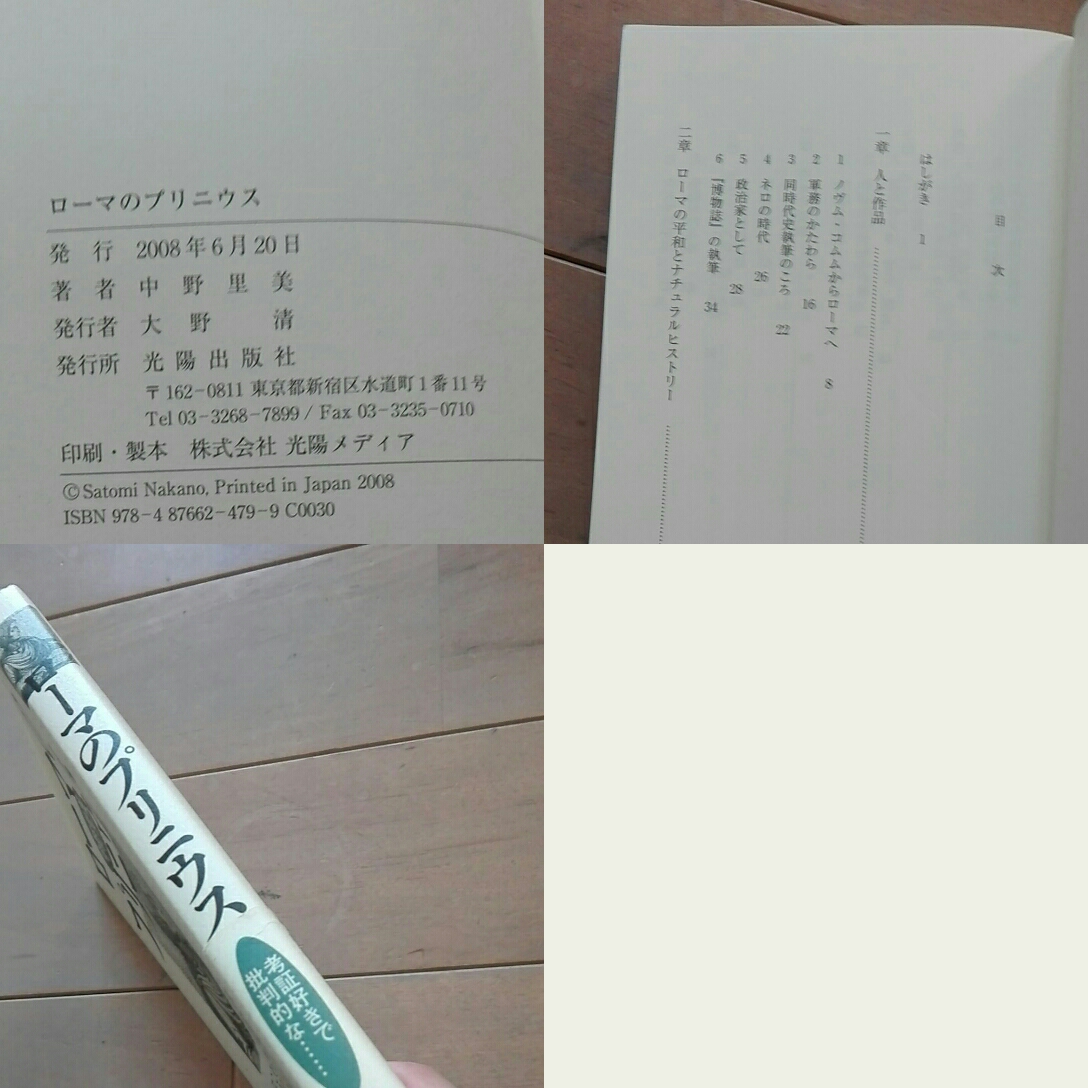 ローマのプリニウス
発 行 2008年6月20日
著 者 中 野 里 美
発行者 大 野 清
発行所 光 陽 出 版 社
〒162-0811 東京都新宿区水道町1番11号
Tel 03-3268-7899 / Fax 03-3235-0710
印刷・製本 株式会社 光陽メディア
©Satomi Nakano, Printed in Japan 2008
ISBN 978-4 87662-479-9 C0030
目 次
はしがき 1
一章 人と作品
1 ノヴム・コムムからローマへ 8
2 軍務のかたわら 16
3 同時代史執筆のころ 22
4 ネロの時代 26
5 政治家として 28
6 『博物誌』の執筆 34
二章 ローマの平和とナチュラルヒストリー
ローマのプリニウス
考証好きで
批判的な……